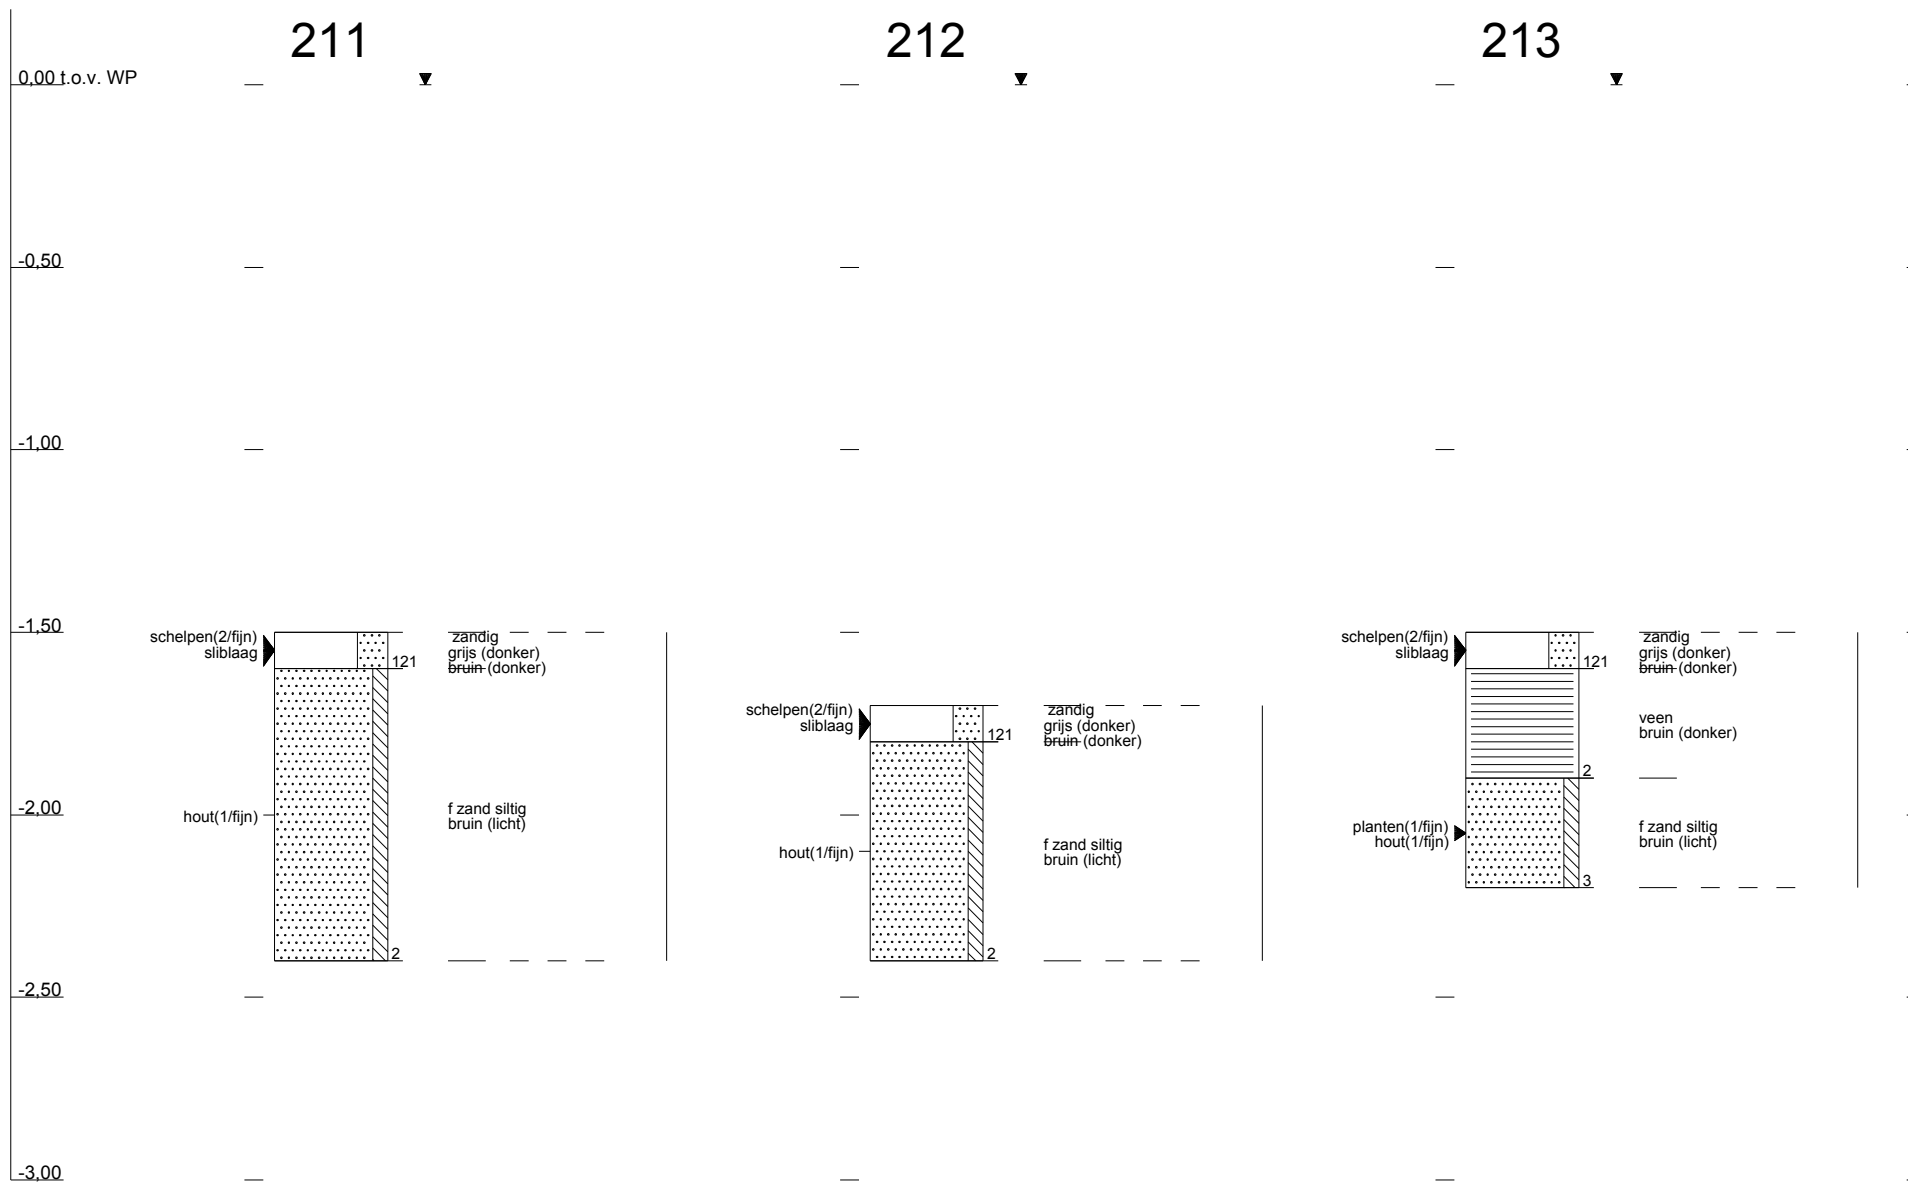 211
212
213
0,00 t.o.v. WP
-0,50
-1,00
-1,50
-2,00
-2,50
-3,00
schelpen(2/fijn)
sliblaag
121
zandig
grijs (donker)
bruin (donker)
hout(1/fijn)
f zand siltig
bruin (licht)
2
schelpen(2/fijn)
sliblaag
121
zandig
grijs (donker)
bruin (donker)
hout(1/fijn)
f zand siltig
bruin (licht)
2
schelpen(2/fijn)
sliblaag
121
zandig
grijs (donker)
bruin (donker)
veen
bruin (donker)
2
planten(1/fijn)
hout(1/fijn)
f zand siltig
bruin (licht)
3